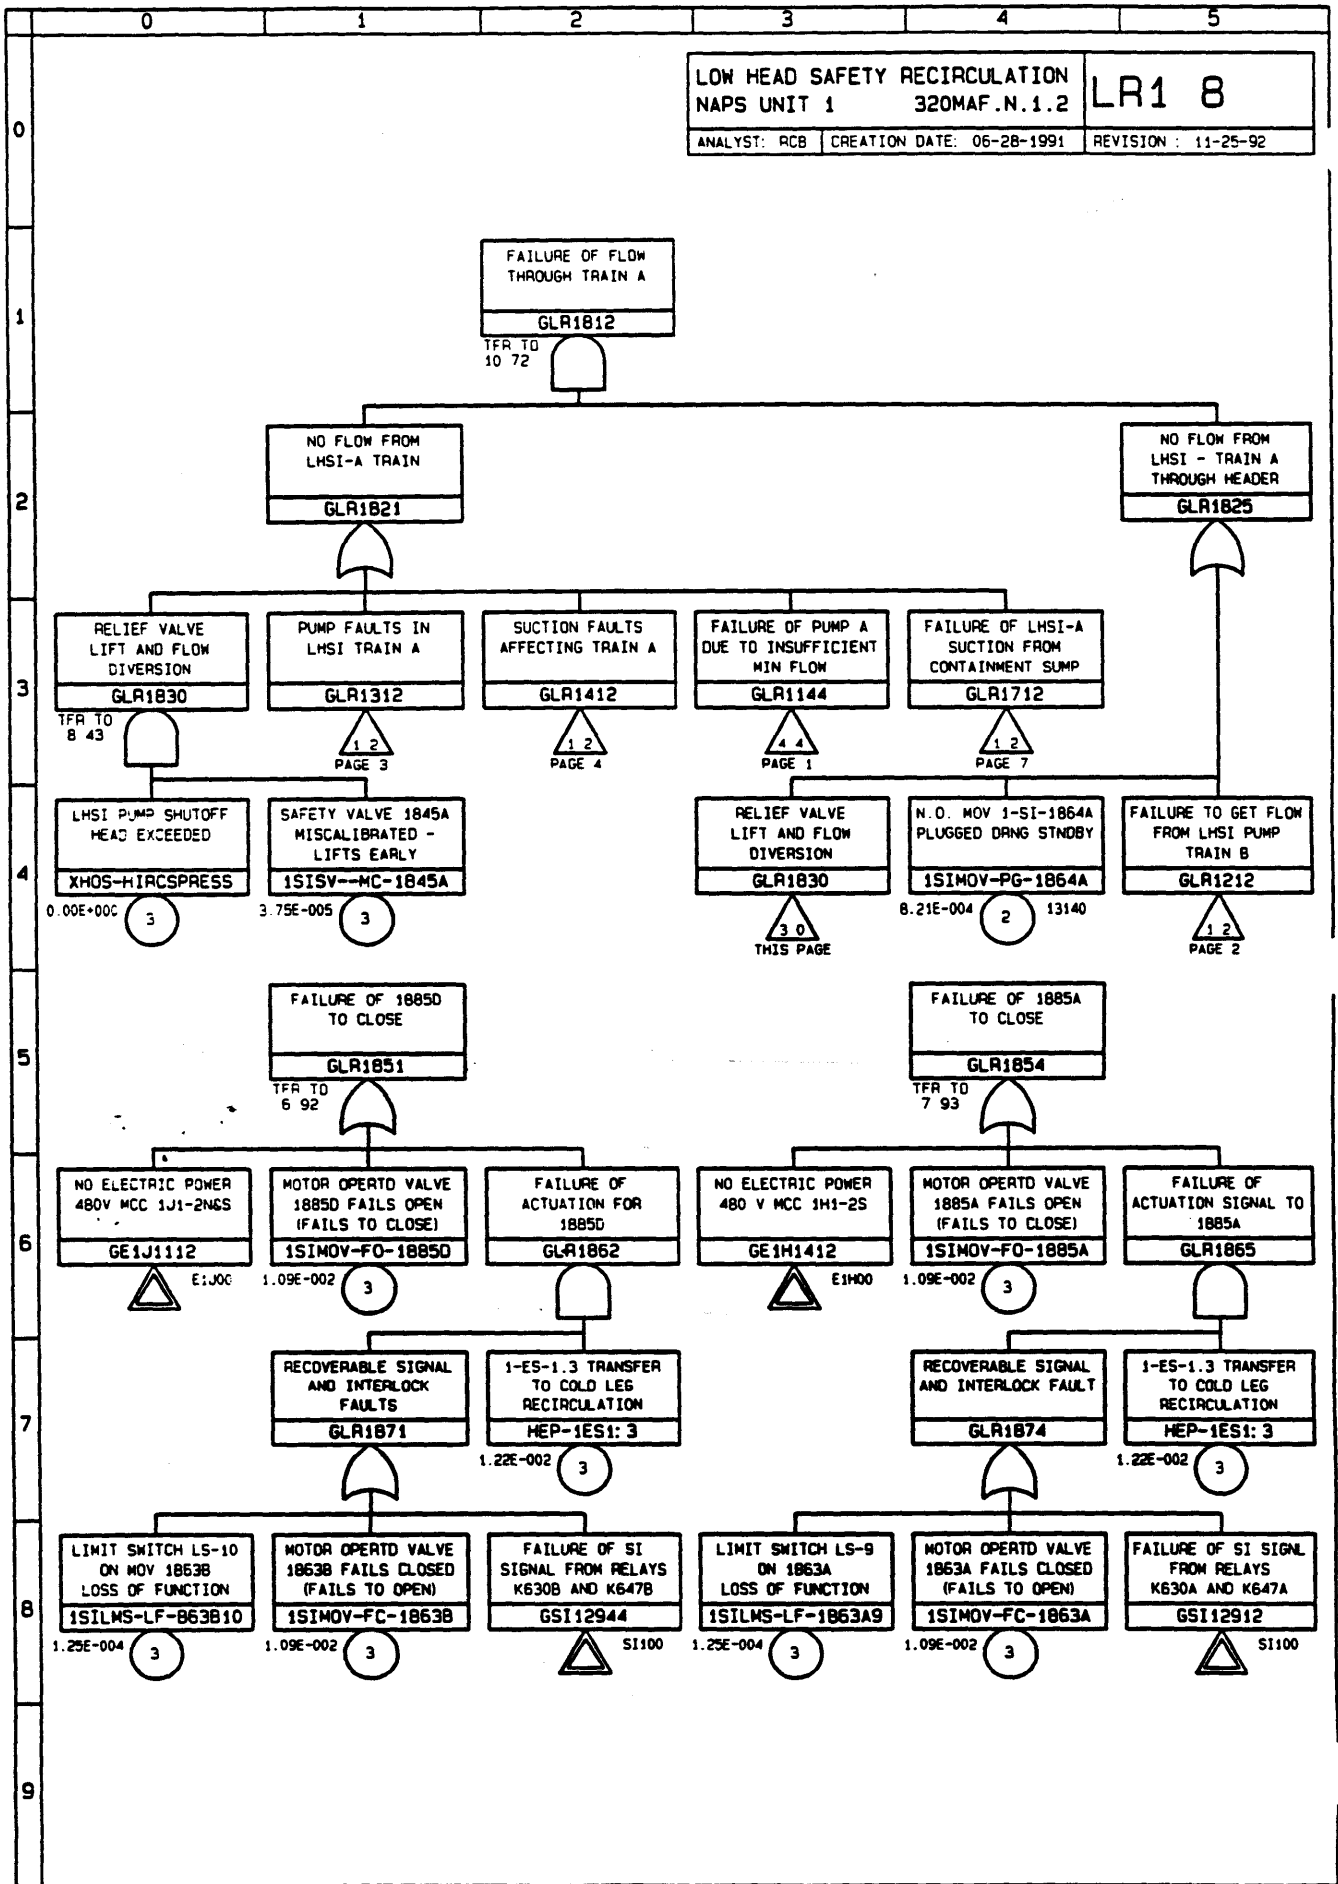 0 1 2 3 4 5
LOW HEAD SAFETY RECIRCULATION
NAPS UNIT 1 320MAF.N.1.2
LR1 8
ANALYST: RCB CREATION DATE: 06-28-1991 REVISION : 11-25-92
0
FAILURE OF FLOW
THROUGH TRAIN A
GLR1812
TFR TO
10 72
1
NO FLOW FROM
LHSI-A TRAIN
GLR1821
NO FLOW FROM
LHSI - TRAIN A
THROUGH HEADER
GLR1825
2
RELIEF VALVE
LIFT AND FLOW
DIVERSION
GLR1830
TFR TO
8 43
PUMP FAULTS IN
LHSI TRAIN A
GLR1312
1 2
PAGE 3
SUCTION FAULTS
AFFECTING TRAIN A
GLR1412
1 2
PAGE 4
FAILURE OF PUMP A
DUE TO INSUFFICIENT
MIN FLOW
GLR1144
4 4
PAGE 1
FAILURE OF LHSI-A
SUCTION FROM
CONTAINMENT SUMP
GLR1712
1 2
PAGE 7
3
LHSI PUMP SHUTOFF
HEAD EXCEEDED
XHOS-HIRCSPRESS
0.00E+000
3
SAFETY VALVE 1845A
MISCALIBRATED -
LIFTS EARLY
1SISV--MC-1845A
3.75E-005
3
RELIEF VALVE
LIFT AND FLOW
DIVERSION
GLR1830
3 0
THIS PAGE
N.O. MOV 1-SI-1864A
PLUGGED DRNG STNDBY
1SIMOV-PG-1864A
8.21E-004
2
13140
FAILURE TO GET FLOW
FROM LHSI PUMP
TRAIN B
GLR1212
1 2
PAGE 2
4
FAILURE OF 1885D
TO CLOSE
GLR1851
TFR TO
6 92
FAILURE OF 1885A
TO CLOSE
GLR1854
TFR TO
7 93
5
NO ELECTRIC POWER
480V MCC 1J1-2N&S
GE1J1112
E1J00
MOTOR OPERTD VALVE
1885D FAILS OPEN
(FAILS TO CLOSE)
1SIMOV-FO-1885D
1.09E-002
3
FAILURE OF
ACTUATION FOR
1885D
GLR1862
NO ELECTRIC POWER
480 V MCC 1H1-2S
GE1H1412
E1H00
MOTOR OPERTD VALVE
1885A FAILS OPEN
(FAILS TO CLOSE)
1SIMOV-FO-1885A
1.09E-002
3
FAILURE OF
ACTUATION SIGNAL TO
1885A
GLR1865
6
RECOVERABLE SIGNAL
AND INTERLOCK
FAULTS
GLR1871
1-ES-1.3 TRANSFER
TO COLD LEG
RECIRCULATION
HEP-1ES1: 3
1.22E-002
3
RECOVERABLE SIGNAL
AND INTERLOCK FAULT
GLR1874
1-ES-1.3 TRANSFER
TO COLD LEG
RECIRCULATION
HEP-1ES1: 3
1.22E-002
3
7
LIMIT SWITCH LS-10
ON MOV 1863B
LOSS OF FUNCTION
1SILMS-LF-863B10
1.25E-004
3
MOTOR OPERTD VALVE
1863B FAILS CLOSED
(FAILS TO OPEN)
1SIMOV-FC-1863B
1.09E-002
3
FAILURE OF SI
SIGNAL FROM RELAYS
K630B AND K647B
GSI12944
SI100
LIMIT SWITCH LS-9
ON 1863A
LOSS OF FUNCTION
1SILMS-LF-1863A9
1.25E-004
3
MOTOR OPERTD VALVE
1863A FAILS CLOSED
(FAILS TO OPEN)
1SIMOV-FC-1863A
1.09E-002
3
FAILURE OF SI SIGNL
FROM RELAYS
K630A AND K647A
GSI12912
SI100
8
9